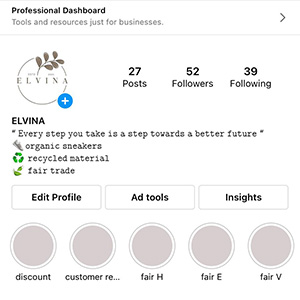 Professional Dashboard
Tools and resources just for businesses.
ELVINA
27 52 39
Posts Followers Following
ELVINA
“ Every step you take is a step towards a better future ”
👟 organic sneakers
♻️ recycled material
🍃 fair trade
Edit Profile Ad tools Insights
discount customer re... fair H fair E fair V